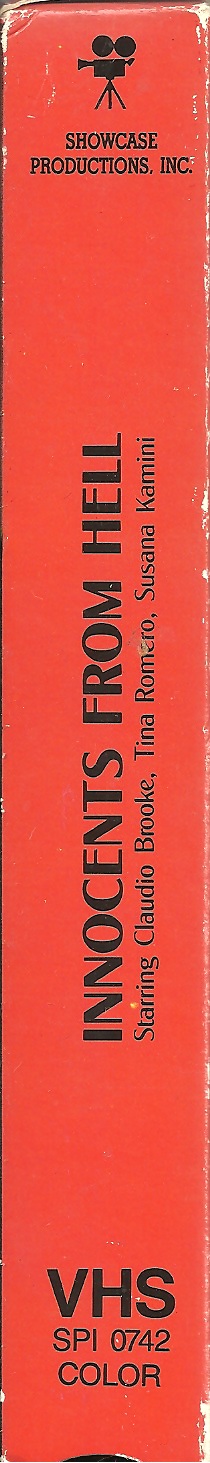 SHOWCASE
PRODUCTIONS, INC.
INNOCENTS FROM HELL
Starring Claudio Brooke, Tina Romero, Susana Kamini
VHS
SPI 0742
COLOR